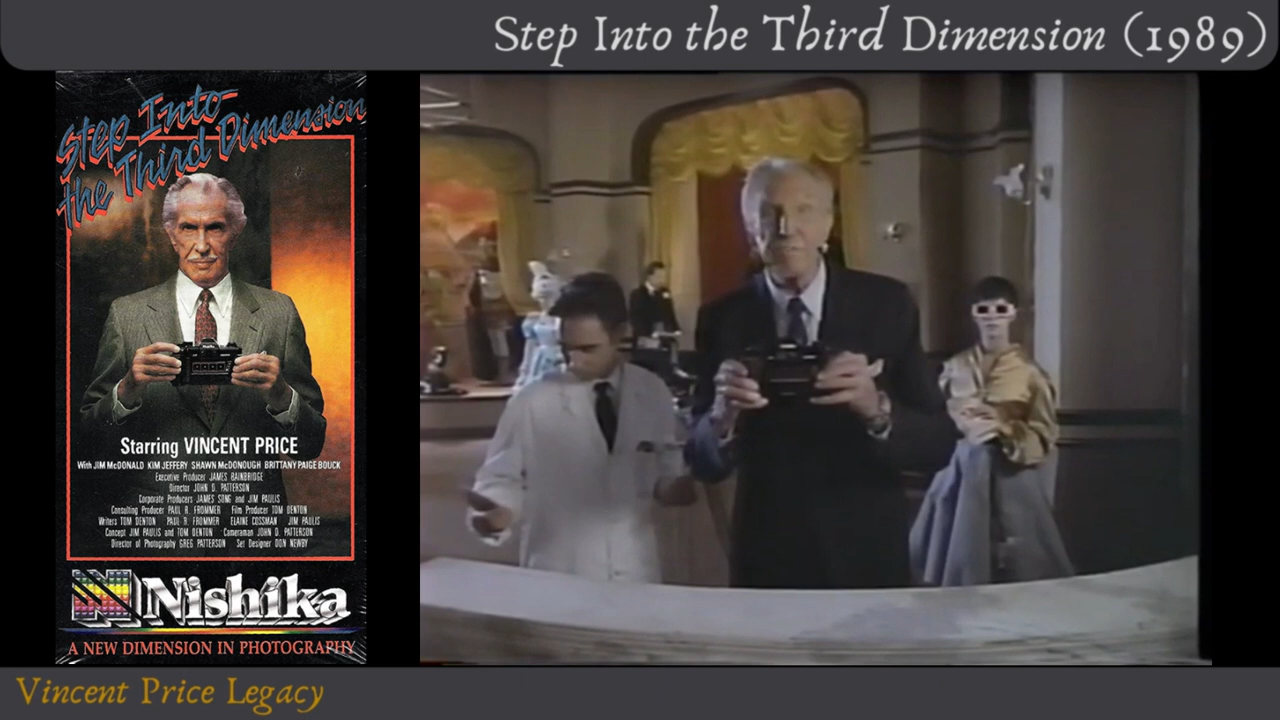 Step Into the Third Dimension (1989)
Step Into
the Third Dimension
Starring VINCENT PRICE
With JIM McDONALD KIM JEFFERY SHAWN McDONOUGH BRITTANY PAIGE BOUCK
Executive Producer JAMES BAINBRIDGE
Director JOHN D. PATTERSON
Corporate Producers JAMES SONG and JIM PAULIS
Consulting Producer PAUL R. FROMMER Film Producer TOM DENTON
Writers TOM DENTON PAUL R. FROMMER ELAINE COSSMAN JIM PAULIS
Concept JIM PAULIS and TOM DENTON Cameraman JOHN D. PATTERSON
Director of Photography GREG PATTERSON Set Designer DON NEWBY
Nishika
A NEW DIMENSION IN PHOTOGRAPHY
Vincent Price Legacy